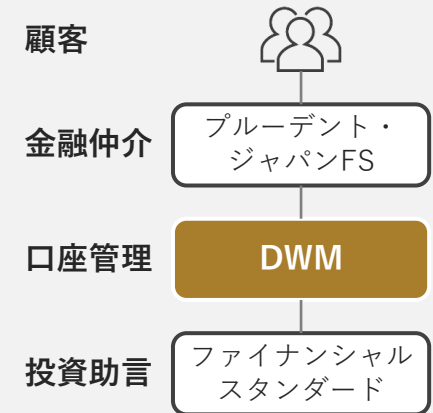 顧客
金融仲介
プルーデント・
ジャパンFS
口座管理
DWM
投資助言
ファイナンシャル
スタンダード